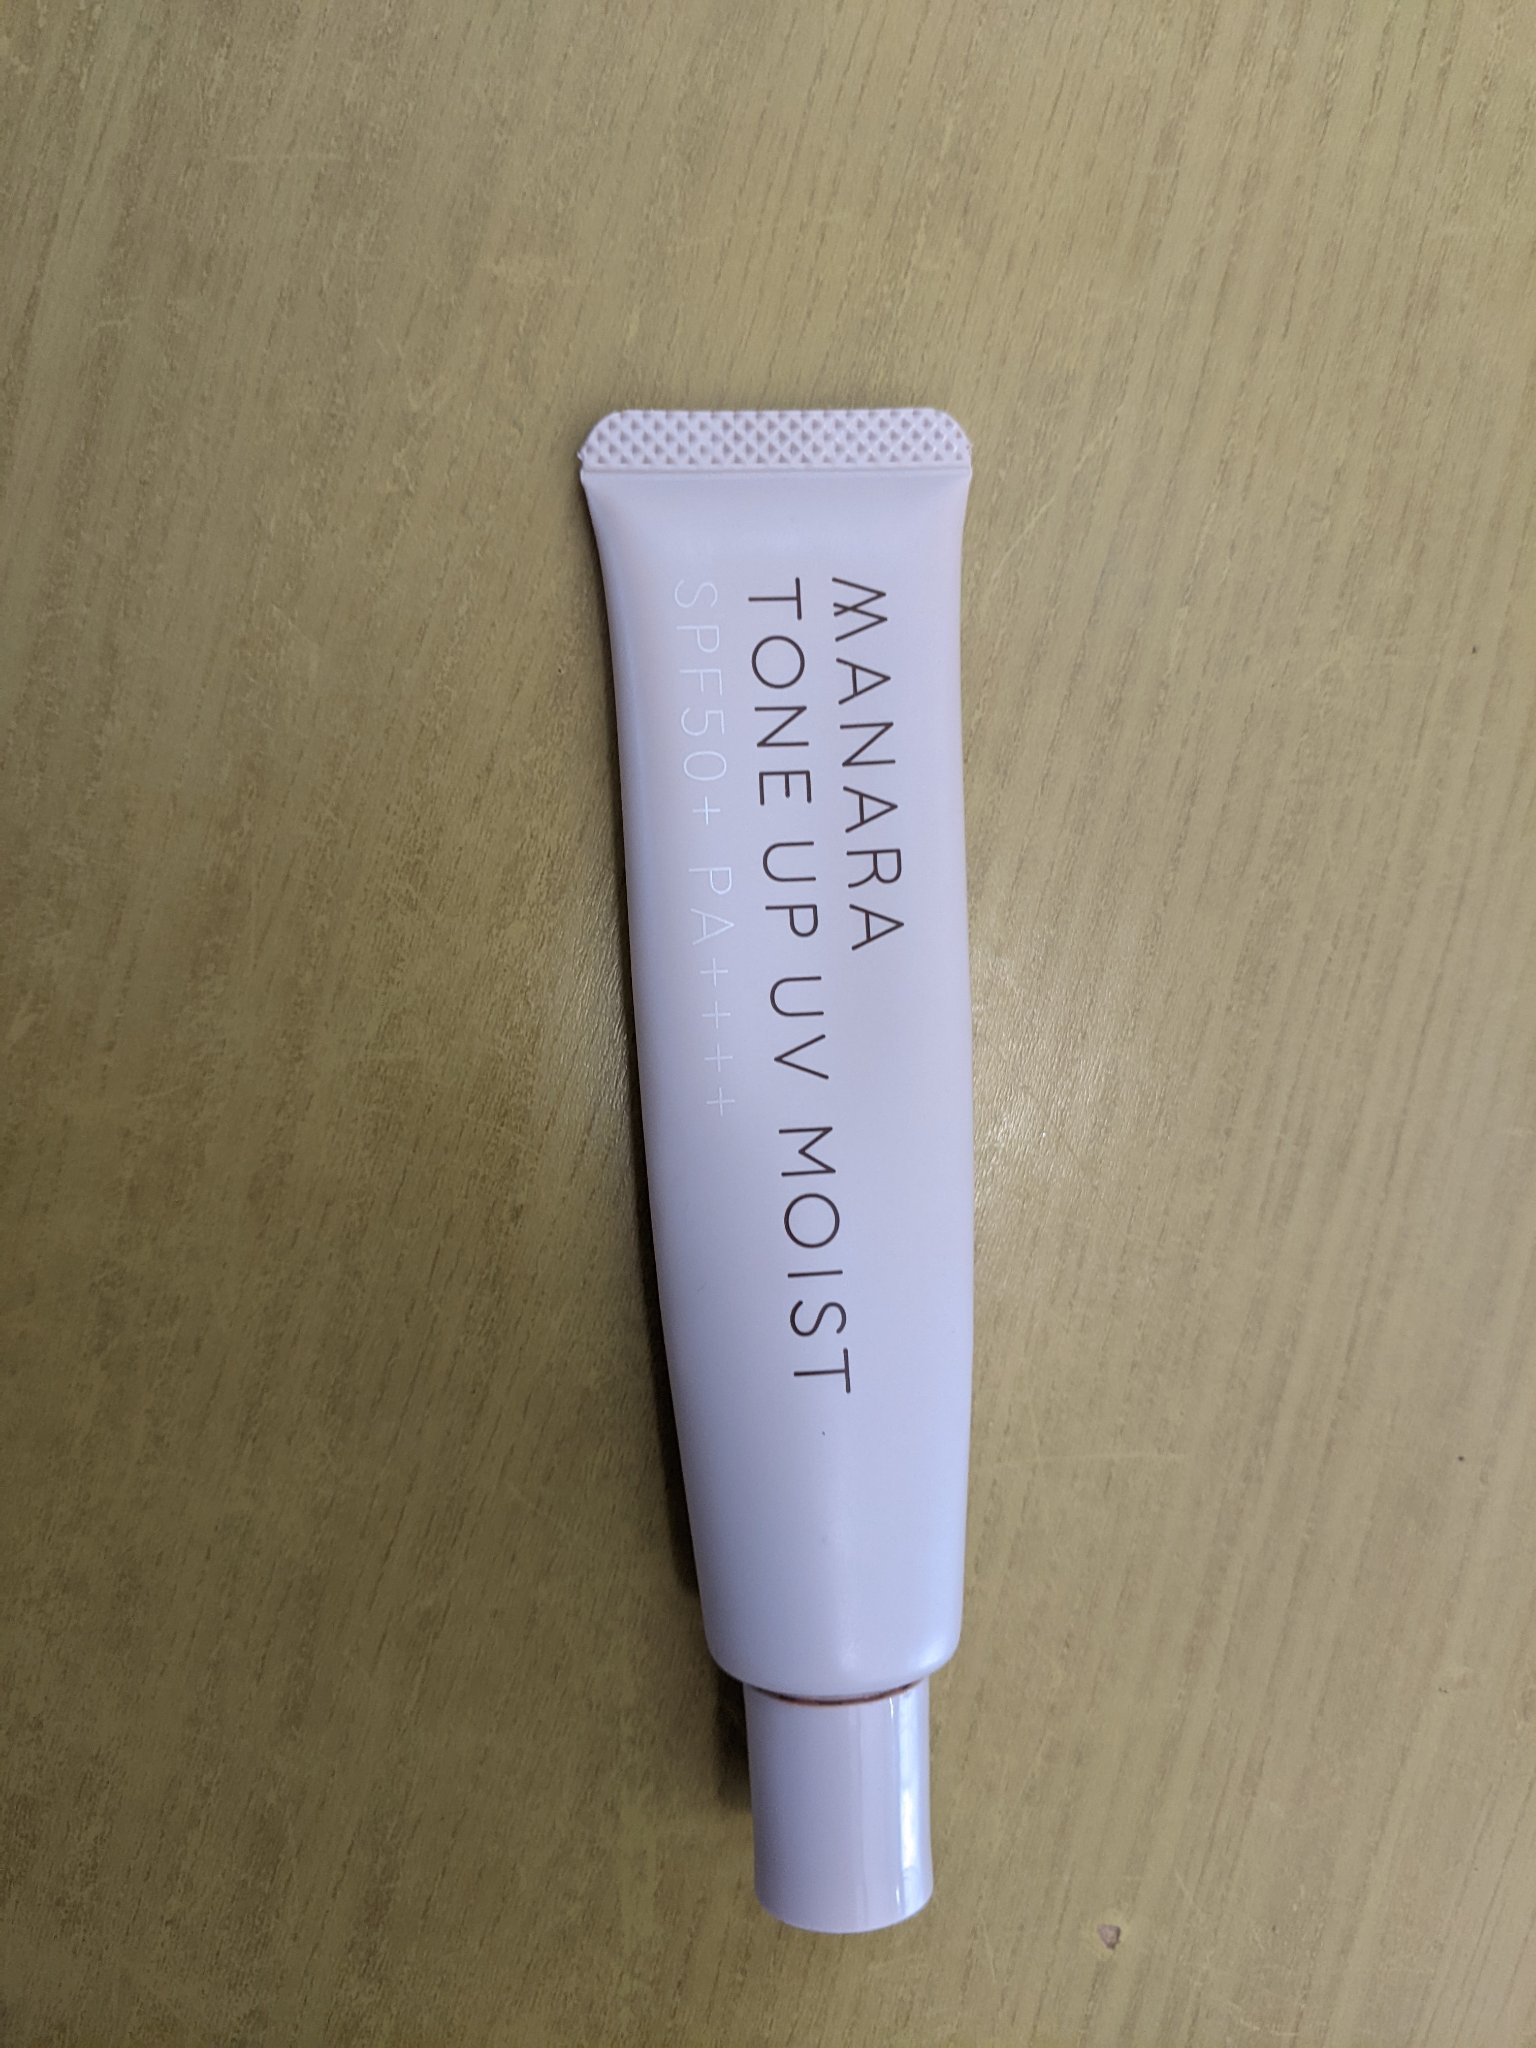 MANARA
TONE UP UV MOIST
SPF50+ PA++++